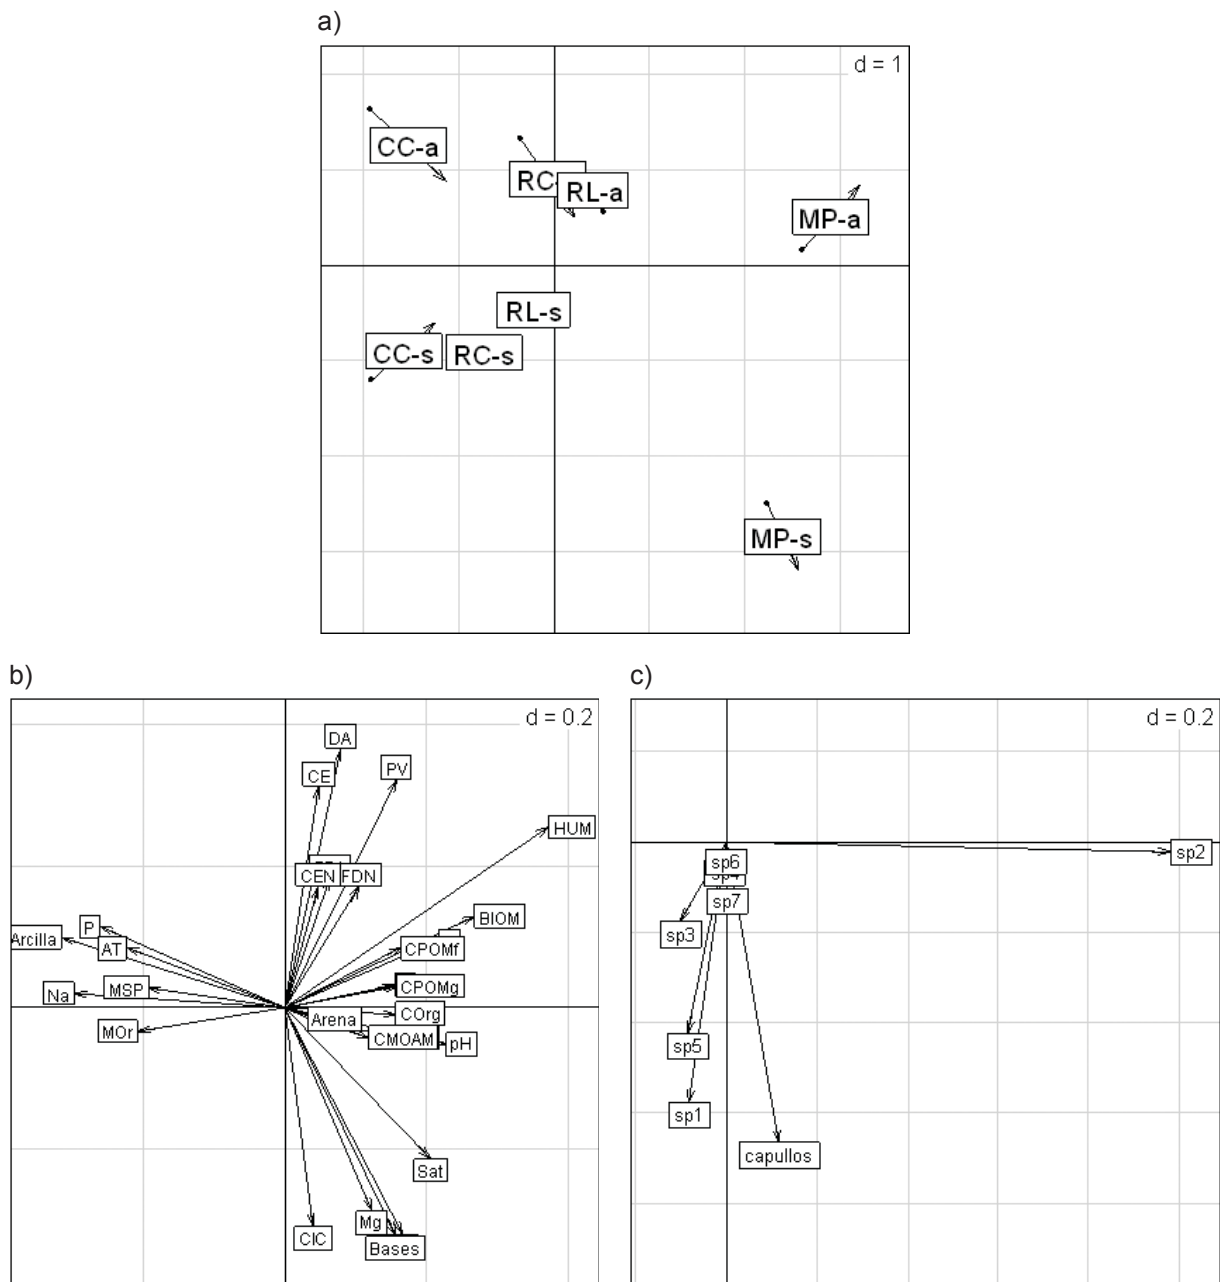 a)
d = 1
CC-a
RC-
RL-a
MP-a
RL-s
CC-s
RC-s
MP-s
b)
d = 0.2
DA
CE
PV
HUM
CEN
FDN
BIOM
P
Arcilla
AT
CPOMf
Na
MSP
CPOMg
MOr
Arena
COrg
CMOAM
pH
Sat
Mg
CIC
Bases
c)
d = 0.2
sp2
sp6
sp4
sp7
sp3
sp5
sp1
capullos